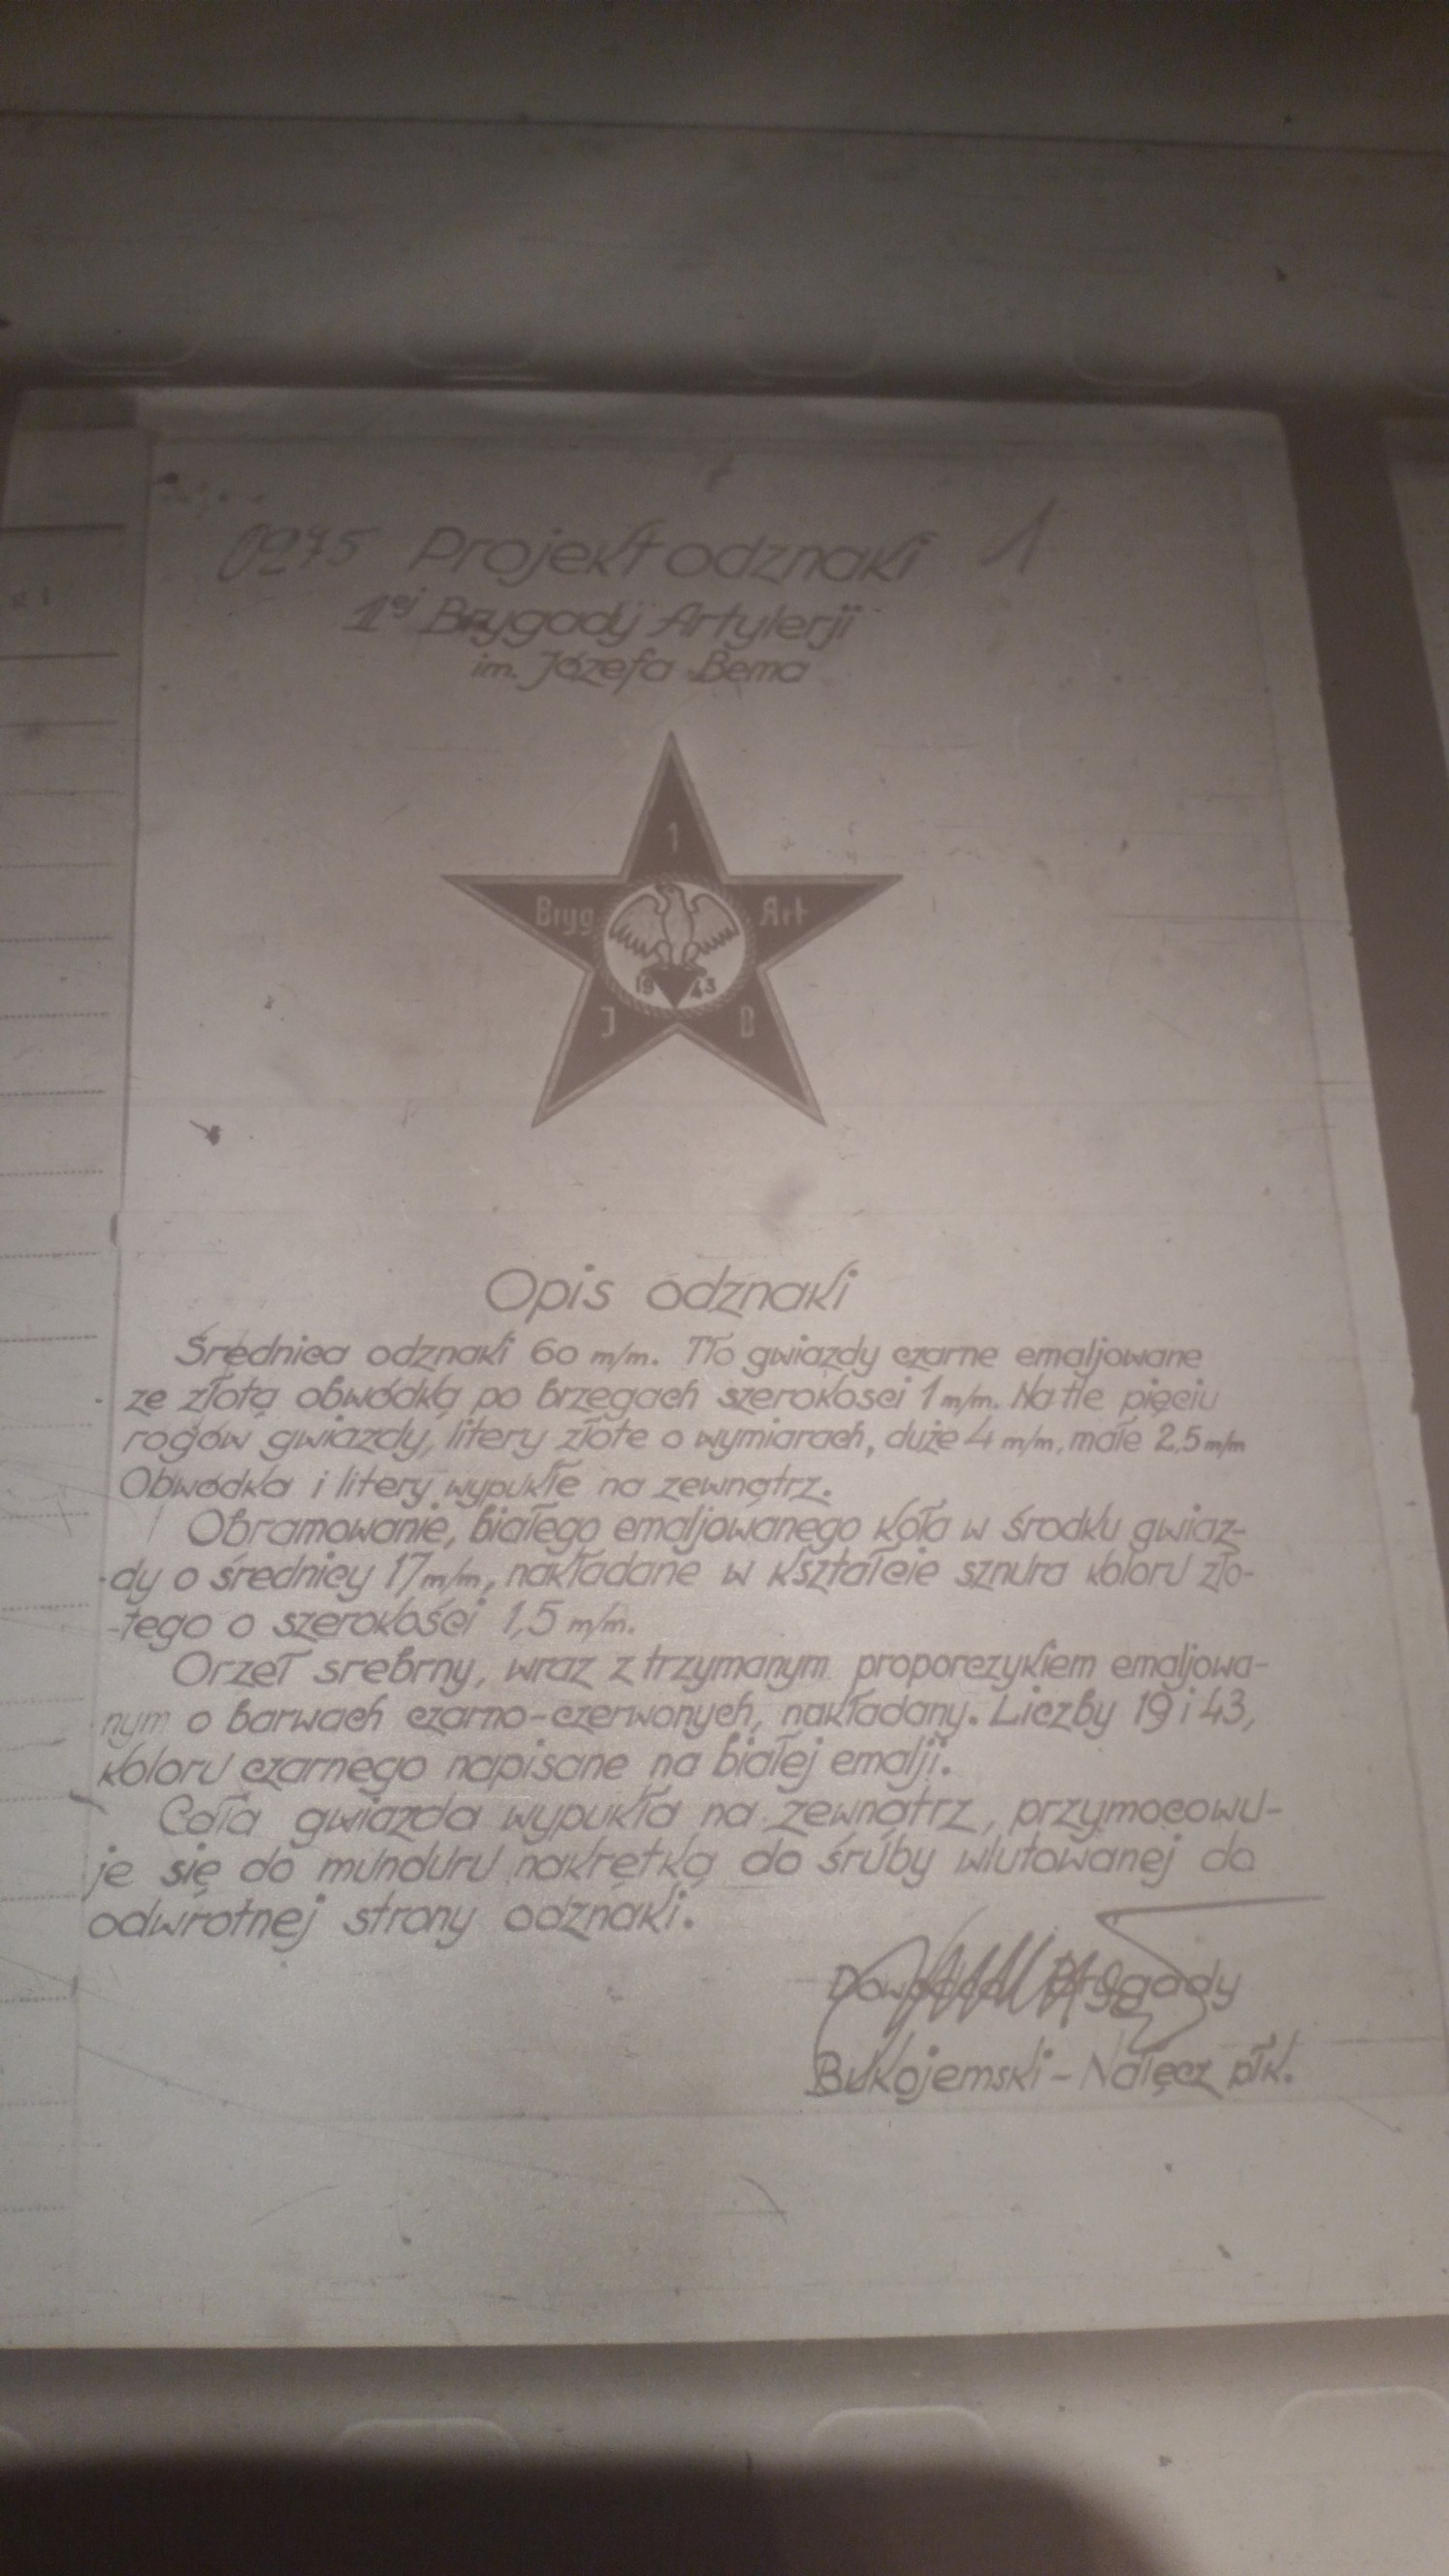 0275 Projekt odznaki 1
1ej Brygady Artylerji
im. Józefa Bema
1
Bryg Art
19 43
J B
Opis odznaki
Średnica odznaki 60 m/m. Tło gwiazdy czarne emaljowane
ze złotą obwódką po brzegach szerokosci 1 m/m. Na tle pięciu
rogów gwiazdy, litery złote o wymiarach, duże 4 m/m, małe 2,5 m/m
Obwódka i litery wypukłe na zewnątrz.
Obramowanie, białego emaljowanego koła w środku gwiaz-
dy o średnicy 17 m/m, nakładane w kształcie sznura koloru zło-
-tego o szerokości 1,5 m/m.
Orzeł srebrny, wraz z trzymanym proporczykiem emaljowa-
nym o barwach czarno-czerwonych, nakładany. Liczby 19 i 43,
koloru czarnego napisane na białej emalji.
Cała gwiazda wypukła na zewnątrz, przymocowu-
je się do munduru nakrętką do śruby wlutowanej do
odwrotnej strony odznaki.
Dowódca Brygady
Bukojemski-Nałęcz płk.